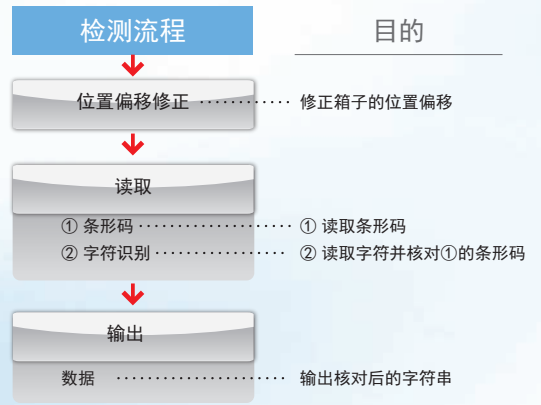 检测流程 目的
位置偏移修正 ············ 修正箱子的位置偏移
读取
① 条形码 ···················· ① 读取条形码
② 字符识别 ················· ② 读取字符并核对①的条形码
输出
数据 ······················ 输出核对后的字符串